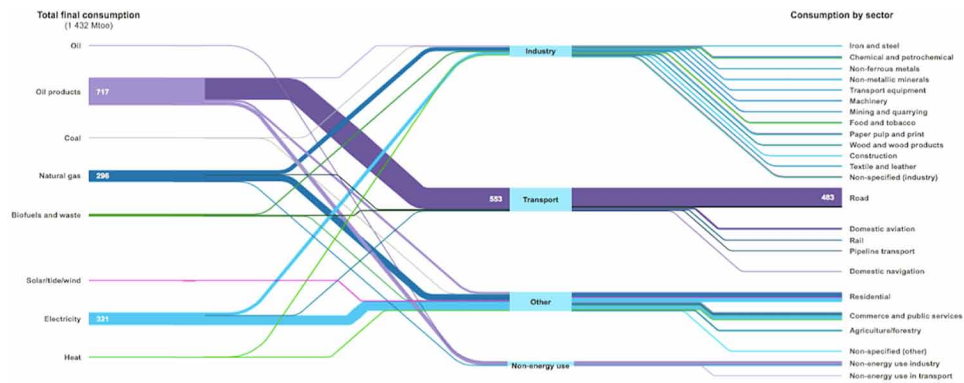 Total final consumption
(1 432 Mtoe)
Consumption by sector
Oil
Oil products
717
Coal
Natural gas
296
Biofuels and waste
Solar/tide/wind
Electricity
321
Heat
Industry
553
Transport
Other
Non-energy use
Iron and steel
Chemical and petrochemical
Non-ferrous metals
Non-metallic minerals
Transport equipment
Machinery
Mining and quarrying
Food and tobacco
Paper pulp and print
Wood and wood products
Construction
Textile and leather
Non-specified (industry)
483
Road
Domestic aviation
Rail
Pipeline transport
Domestic navigation
Residential
Commerce and public services
Agriculture/forestry
Non-specified (other)
Non-energy use industry
Non-energy use in transport